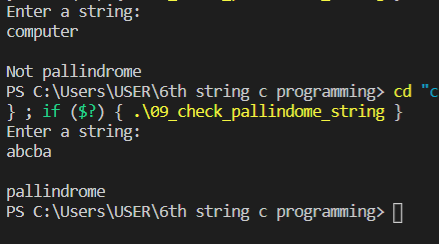 Enter a string:
computer
Not pallindrome
PS C:\Users\USER\6th string c programming> cd "c
} ; if ($?) { .\09_check_pallindome_string }
Enter a string:
abcba
pallindrome
PS C:\Users\USER\6th string c programming>